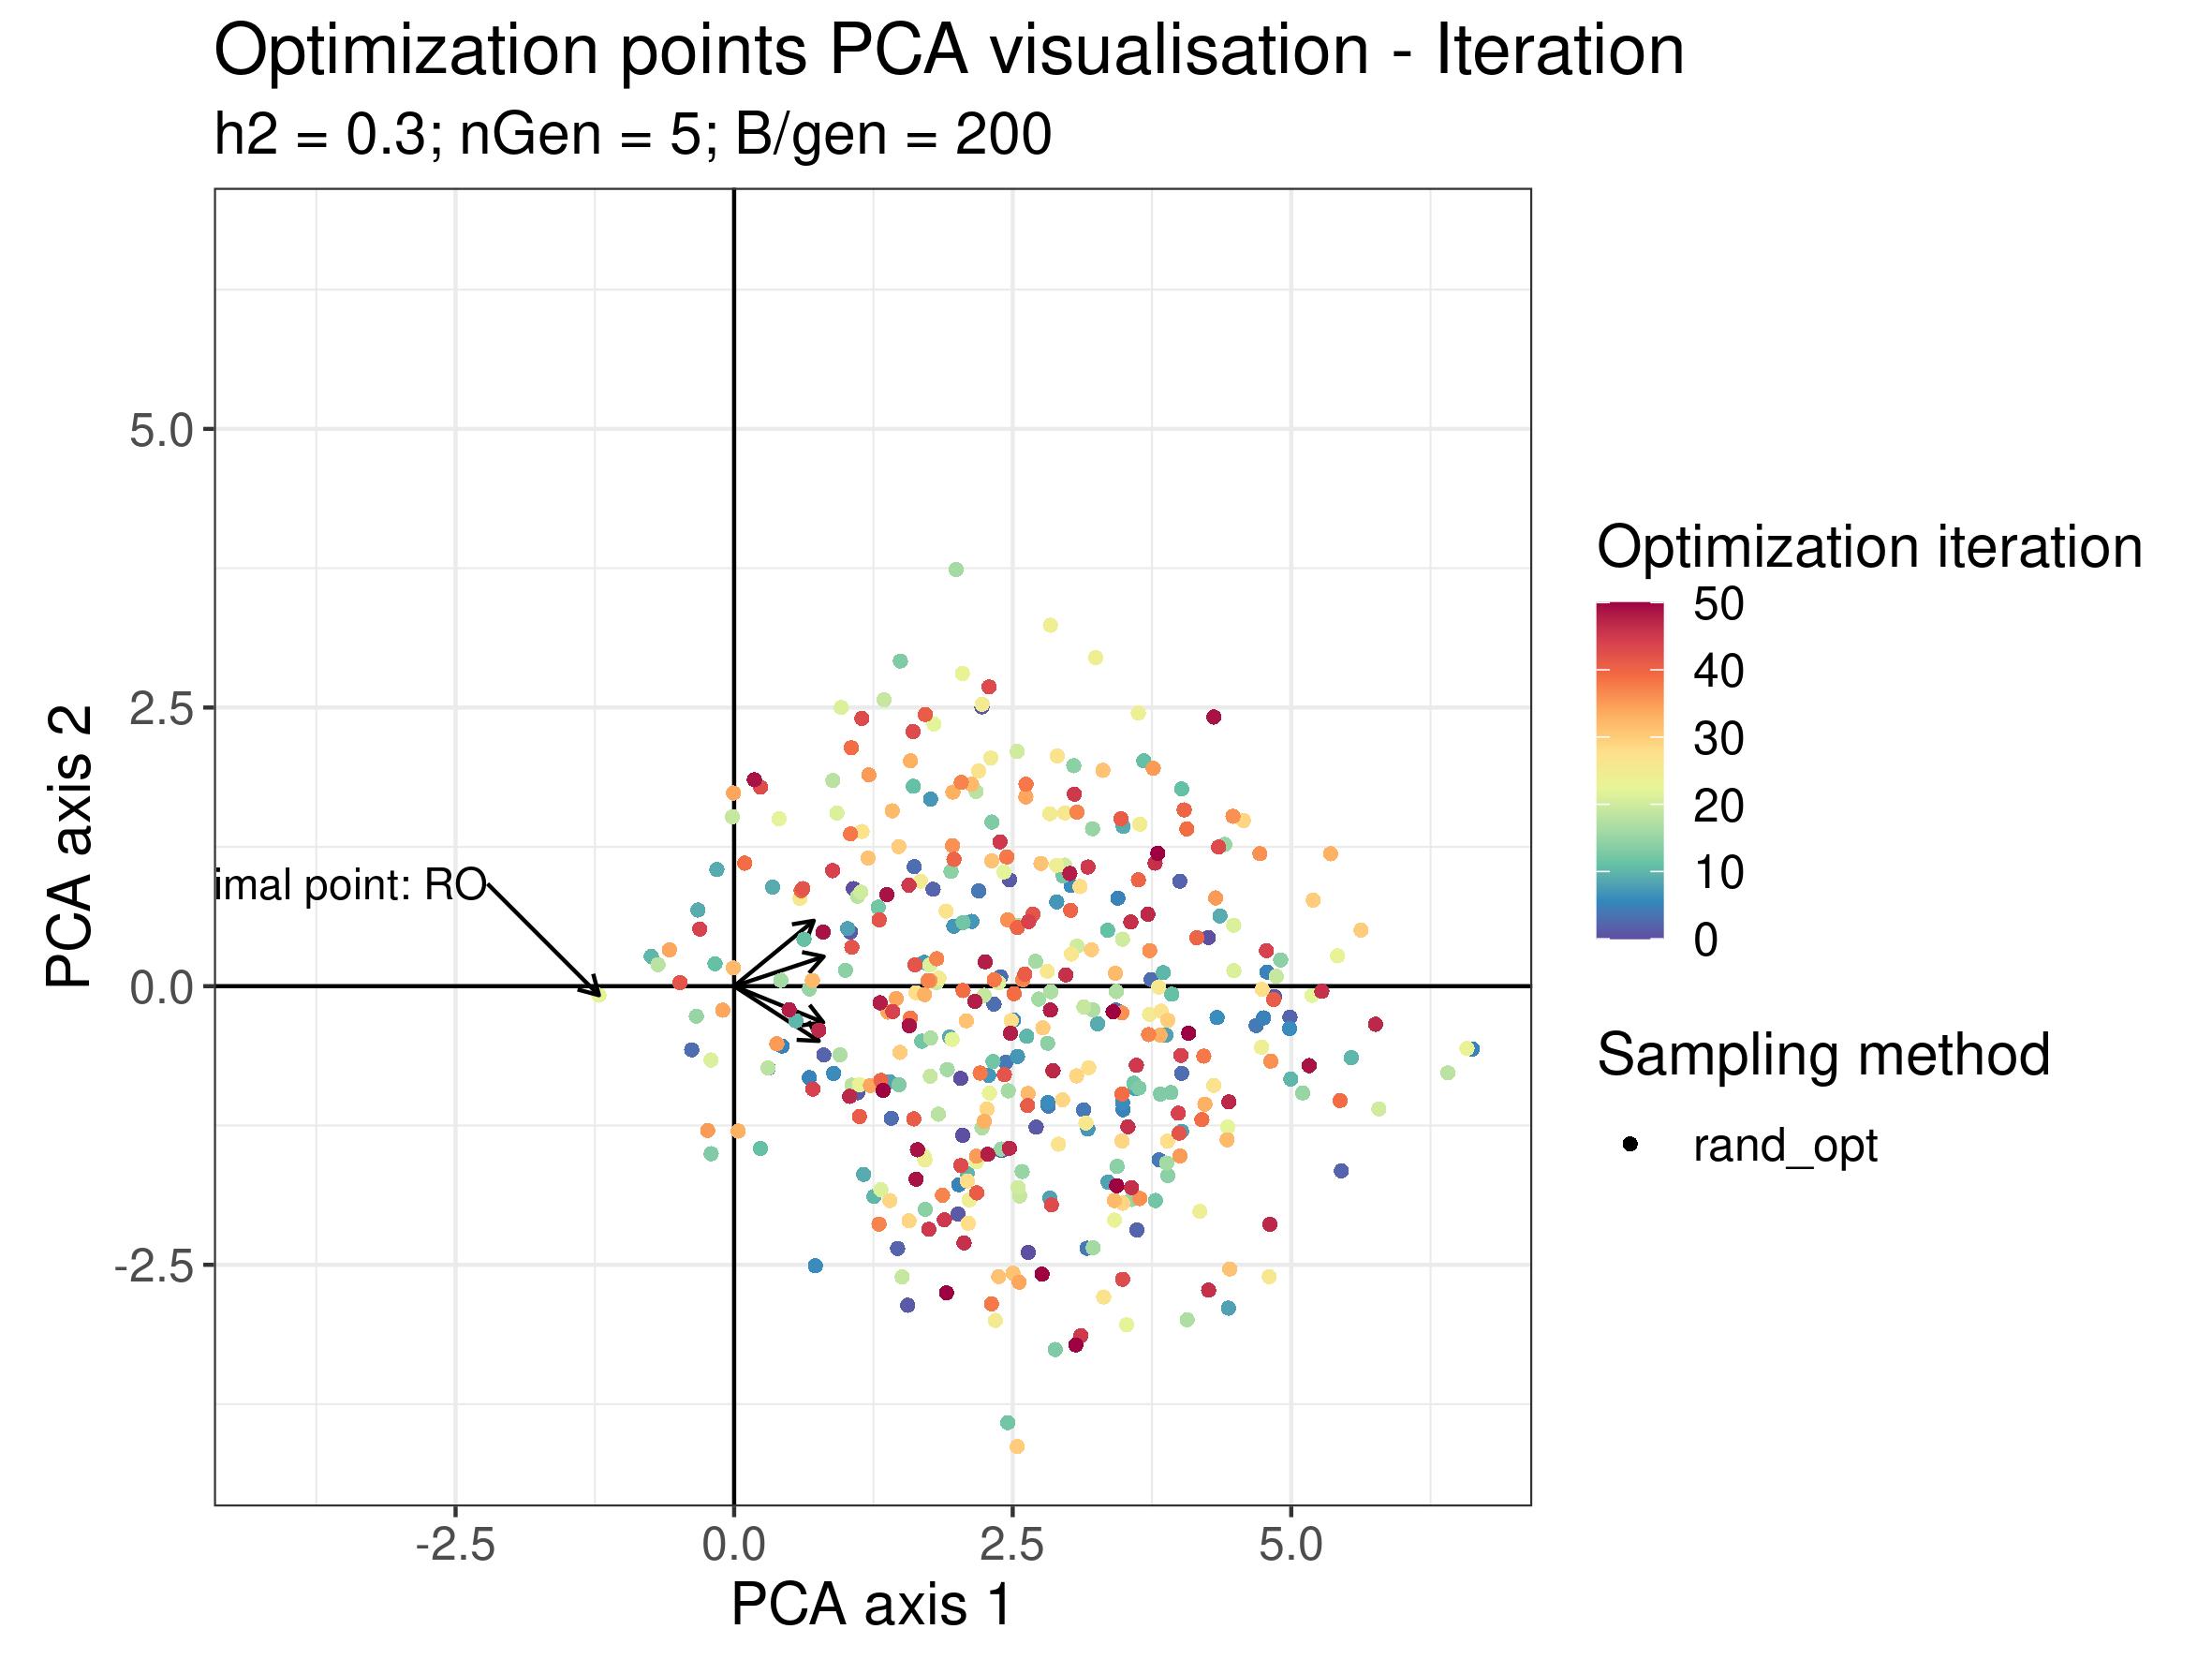 Optimization points PCA visualisation - Iteration
h2 = 0.3; nGen = 5; B/gen = 200
PCA axis 2
5.0
2.5
0.0
-2.5
imal point: RO
-2.5
0.0
2.5
5.0
PCA axis 1
Optimization iteration
50
40
30
20
10
0
Sampling method
rand_opt